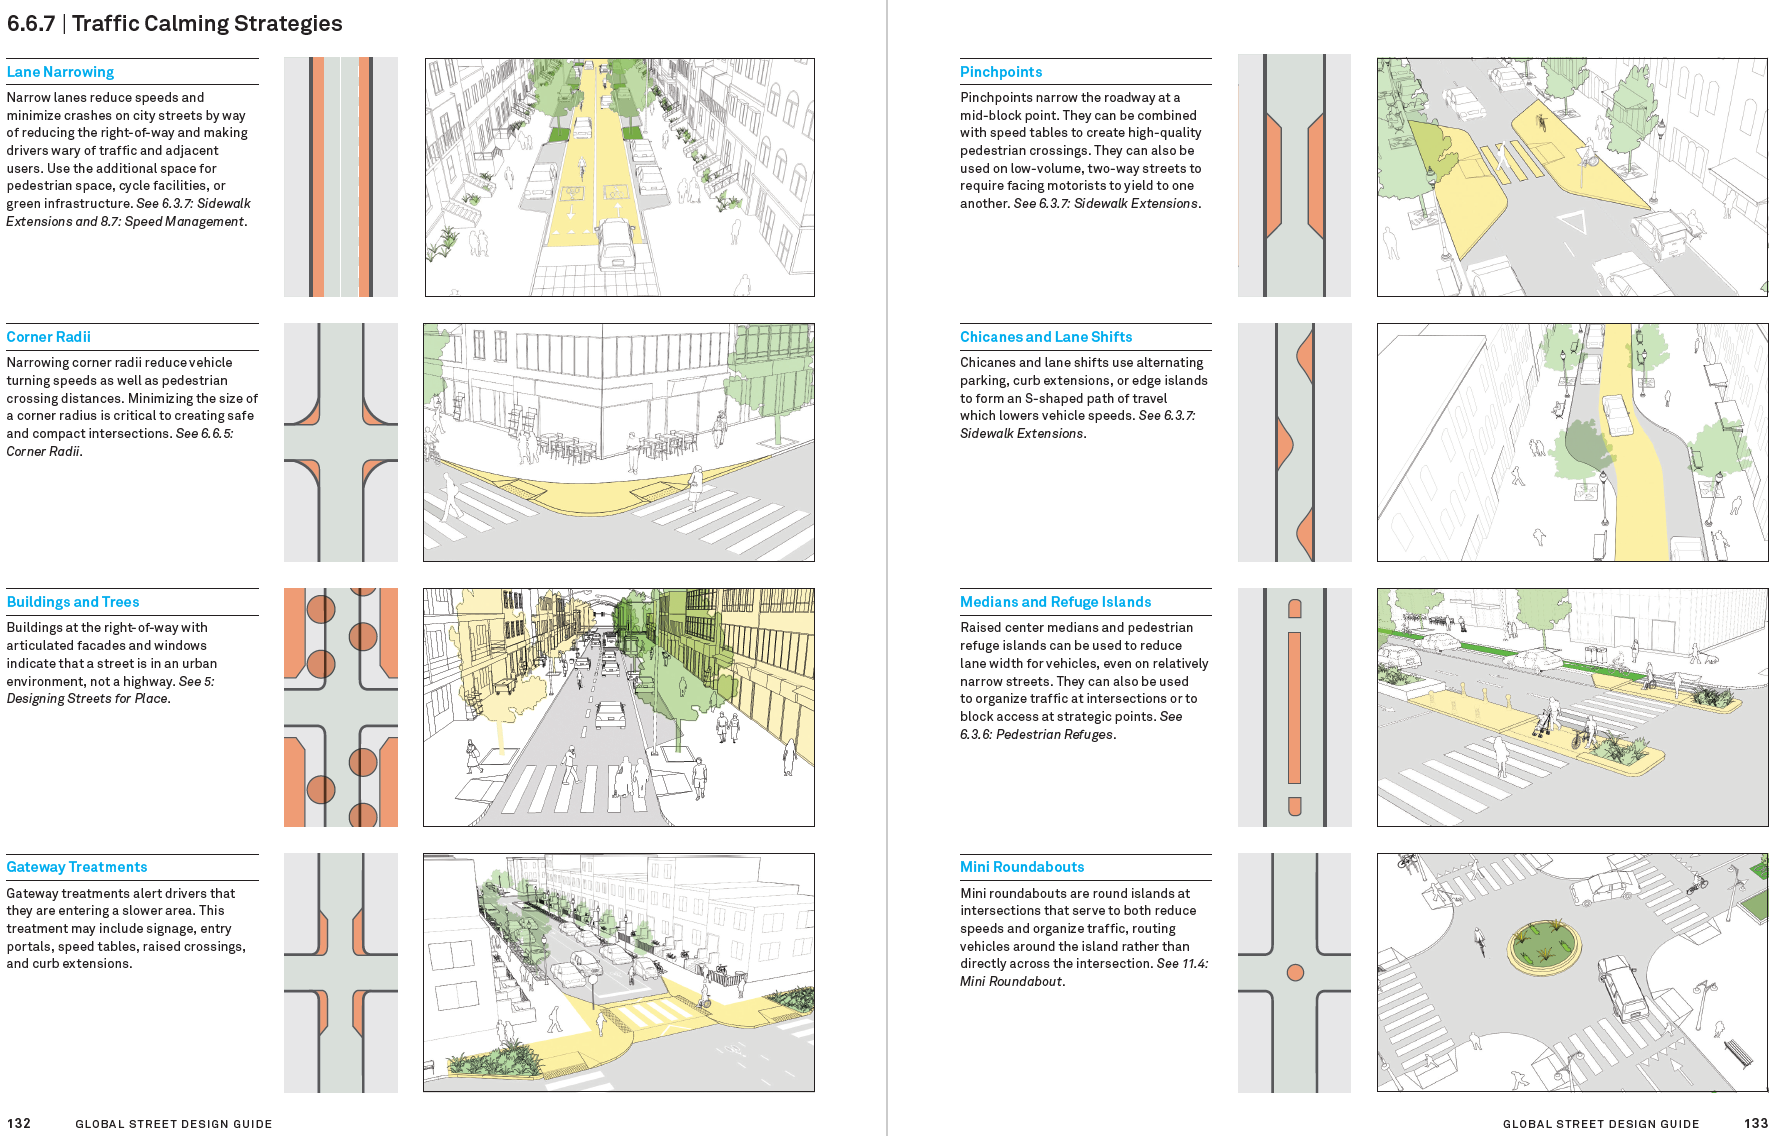 6.6.7 | Traffic Calming Strategies
Lane Narrowing
Narrow lanes reduce speeds and
minimize crashes on city streets by way
of reducing the right-of-way and making
drivers wary of traffic and adjacent
users. Use the additional space for
pedestrian space, cycle facilities, or
green infrastructure. See 6.3.7: Sidewalk
Extensions and 8.7: Speed Management.
Corner Radii
Narrowing corner radii reduce vehicle
turning speeds as well as pedestrian
crossing distances. Minimizing the size of
a corner radius is critical to creating safe
and compact intersections. See 6.6.5:
Corner Radii.
Buildings and Trees
Buildings at the right-of-way with
articulated facades and windows
indicate that a street is in an urban
environment, not a highway. See 5:
Designing Streets for Place.
Gateway Treatments
Gateway treatments alert drivers that
they are entering a slower area. This
treatment may include signage, entry
portals, speed tables, raised crossings,
and curb extensions.
132 GLOBAL STREET DESIGN GUIDE
Pinchpoints
Pinchpoints narrow the roadway at a
mid-block point. They can be combined
with speed tables to create high-quality
pedestrian crossings. They can also be
used on low-volume, two-way streets to
require facing motorists to yield to one
another. See 6.3.7: Sidewalk Extensions.
Chicanes and Lane Shifts
Chicanes and lane shifts use alternating
parking, curb extensions, or edge islands
to form an S-shaped path of travel
which lowers vehicle speeds. See 6.3.7:
Sidewalk Extensions.
Medians and Refuge Islands
Raised center medians and pedestrian
refuge islands can be used to reduce
lane width for vehicles, even on relatively
narrow streets. They can also be used
to organize traffic at intersections or to
block access at strategic points. See
6.3.6: Pedestrian Refuges.
Mini Roundabouts
Mini roundabouts are round islands at
intersections that serve to both reduce
speeds and organize traffic, routing
vehicles around the island rather than
directly across the intersection. See 11.4:
Mini Roundabout.
GLOBAL STREET DESIGN GUIDE 133